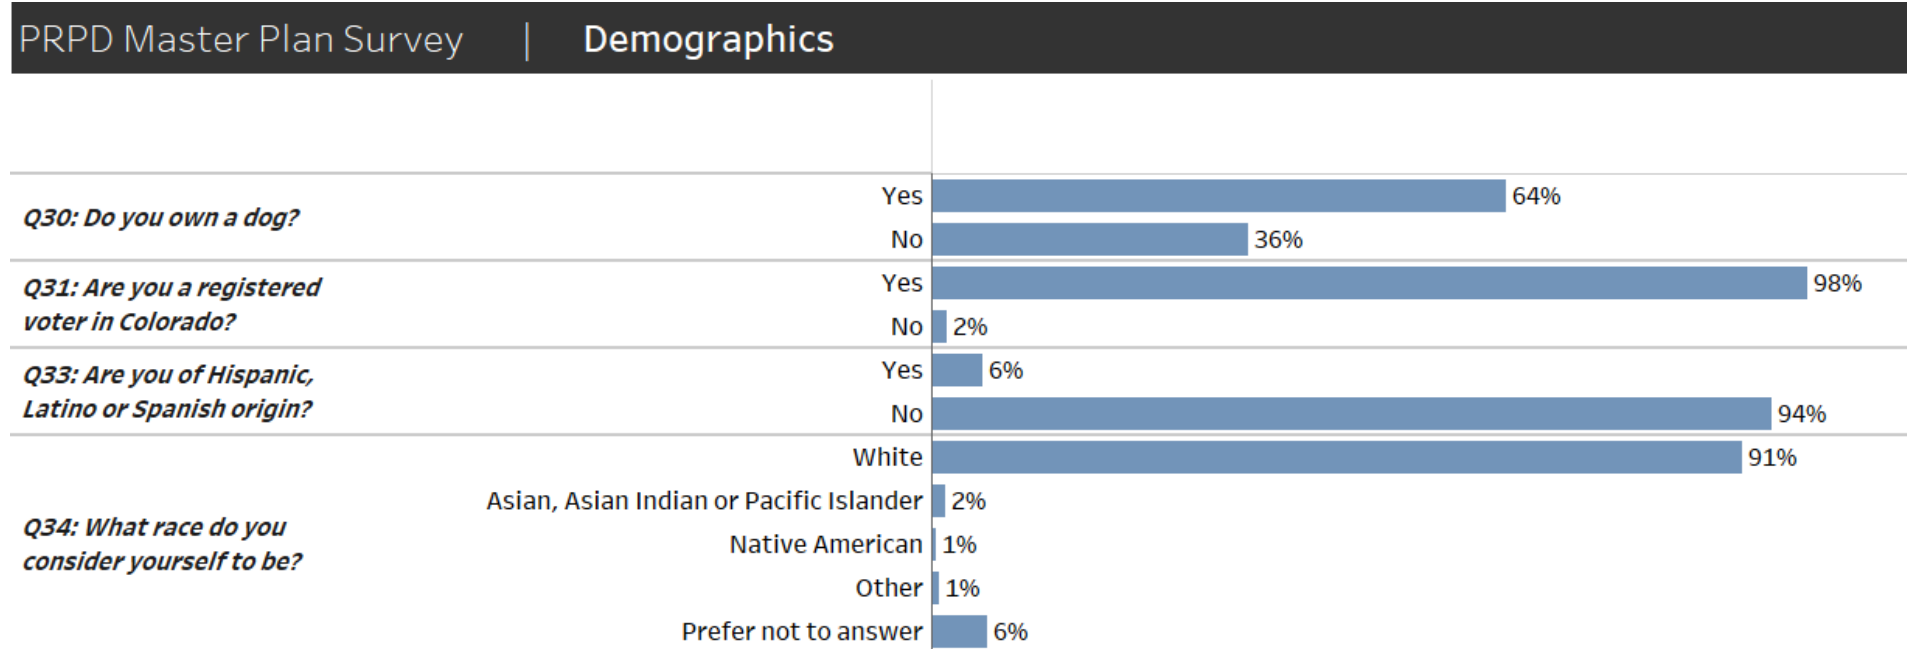 PRPD Master Plan Survey | Demographics
Q30: Do you own a dog?
Yes 64%
No 36%
Q31: Are you a registered
voter in Colorado?
Yes 98%
No 2%
Q33: Are you of Hispanic,
Latino or Spanish origin?
Yes 6%
No 94%
Q34: What race do you
consider yourself to be?
White 91%
Asian, Asian Indian or Pacific Islander 2%
Native American 1%
Other 1%
Prefer not to answer 6%